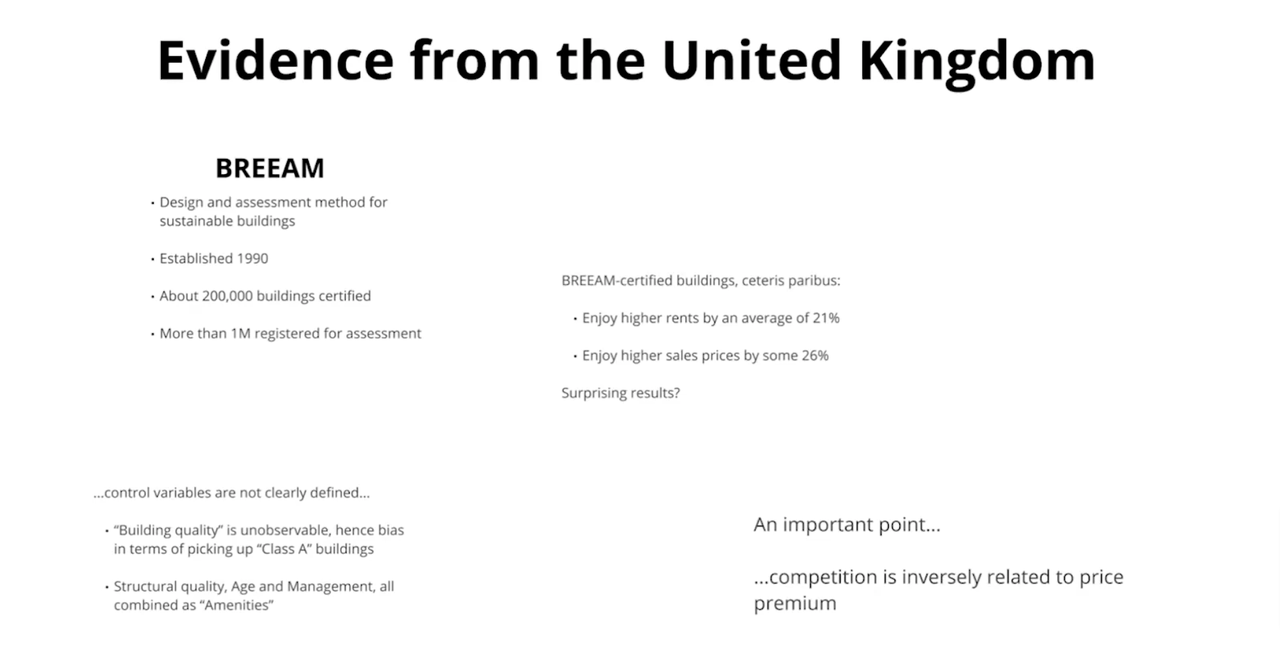 Evidence from the United Kingdom
BREEAM
• Design and assessment method for
sustainable buildings
• Established 1990
• About 200,000 buildings certified
• More than 1M registered for assessment
BREEAM-certified buildings, ceteris paribus:
• Enjoy higher rents by an average of 21%
• Enjoy higher sales prices by some 26%
Surprising results?
...control variables are not clearly defined...
• “Building quality” is unobservable, hence bias
in terms of picking up “Class A” buildings
• Structural quality, Age and Management, all
combined as “Amenities”
An important point...
...competition is inversely related to price
premium